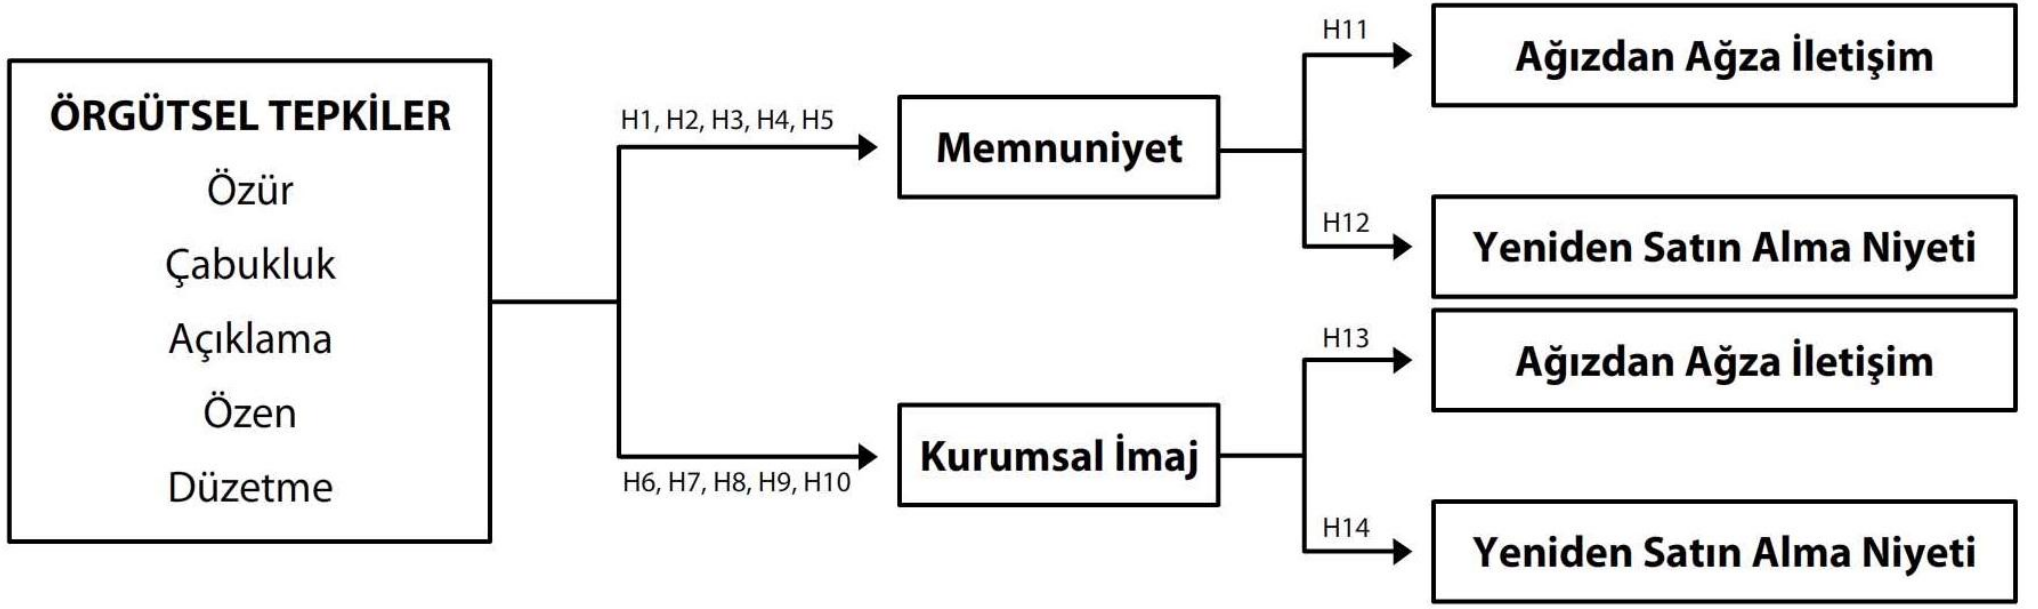 ÖRGÜTSEL TEPKİLER
Özür
Çabukluk
Açıklama
Özen
Düzetme
H1, H2, H3, H4, H5
H6, H7, H8, H9, H10
Memnuniyet
Kurumsal İmaj
H11
Ağızdan Ağza İletişim
H12
Yeniden Satın Alma Niyeti
H13
Ağızdan Ağza İletişim
H14
Yeniden Satın Alma Niyeti